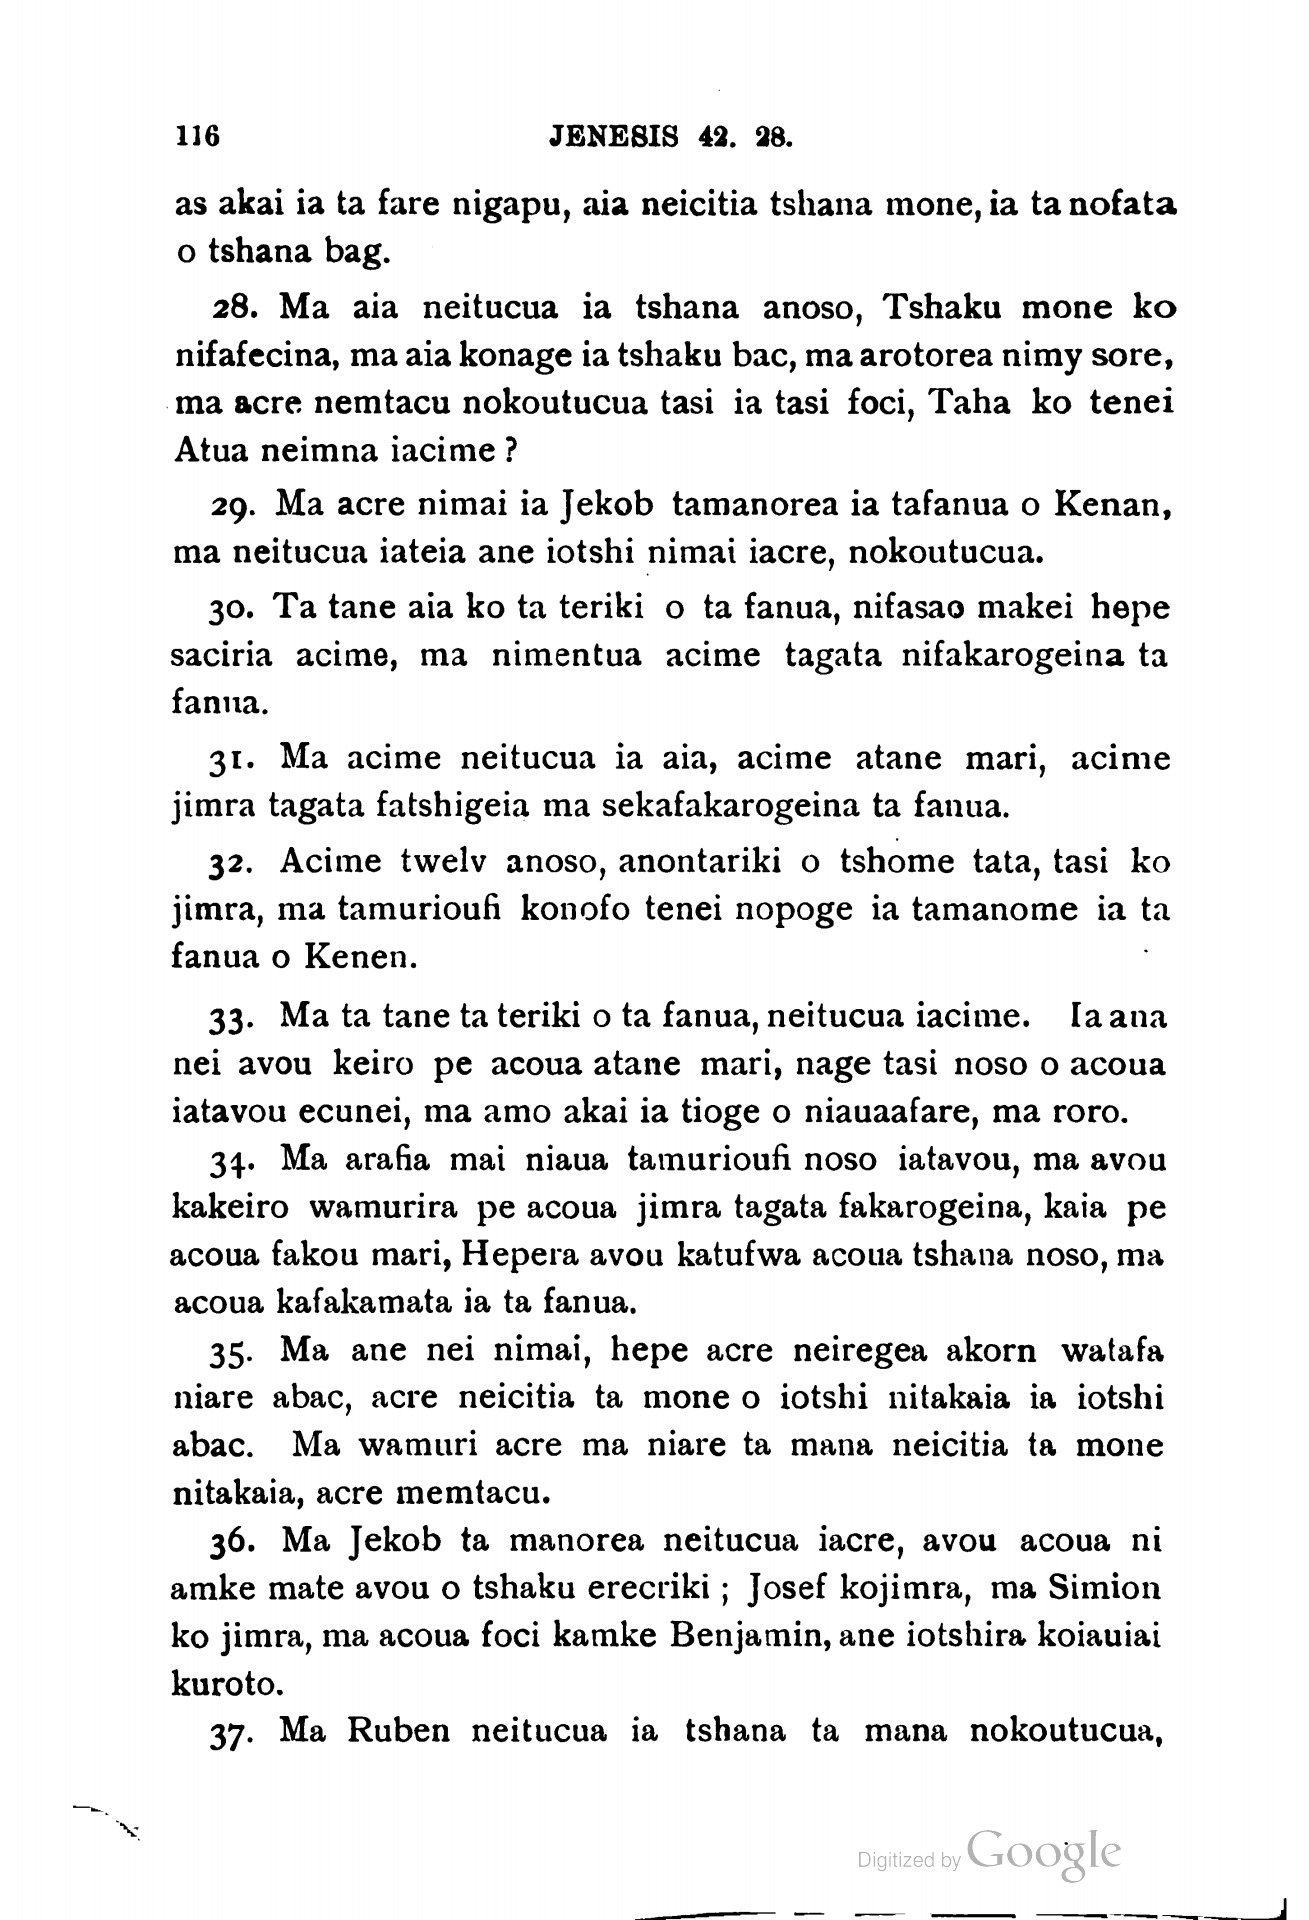 116 JENESIS 42. 28.
as akai ia ta fare nigapu, aia neicitia tshana mone, ia ta nofata
o tshana bag.
28. Ma aia neitucua ia tshana anoso, Tshaku mone ko
nifafecina, ma aia konage ia tshaku bac, ma arotorea nimy sore,
ma acre nemtacu nokoutucua tasi ia tasi foci, Taha ko tenei
Atua neimna iacime ?
29. Ma acre nimai ia Jekob tamanorea ia tafanua o Kenan,
ma neitucua iateia ane iotshi nimai iacre, nokoutucua.
30. Ta tane aia ko ta teriki o ta fanua, nifasao makei hepe
saciria acime, ma nimentua acime tagata nifakarogeina ta
fanua.
31. Ma acime neitucua ia aia, acime atane mari, acime
jimra tagata fatshigeia ma sekafakarogeina ta fanua.
32. Acime twelv anoso, anontariki o tshome tata, tasi ko
jimra, ma tamurioufi konofo tenei nopoge ia tamanome ia ta
fanua o Kenen.
33. Ma ta tane ta teriki o ta fanua, neitucua iacime. Ia ana
nei avou keiro pe acoua atane mari, nage tasi noso o acoua
iatavou ecunei, ma amo akai ia tioge o niauaafare, ma roro.
34. Ma arafia mai niaua tamurioufi noso iatavou, ma avou
kakeiro wamurira pe acoua jimra tagata fakarogeina, kaia pe
acoua fakou mari, Hepera avou katufwa acoua tshana noso, ma
acoua kafakamata ia ta fanua.
35. Ma ane nei nimai, hepe acre neiregea akorn watafa
niare abac, acre neicitia ta mone o iotshi nitakaia ia iotshi
abac. Ma wamuri acre ma niare ta mana neicitia ta mone
nitakaia, acre memtacu.
36. Ma Jekob ta manorea neitucua iacre, avou acoua ni
amke mate avou o tshaku erecriki ; Josef kojimra, ma Simion
ko jimra, ma acoua foci kamke Benjamin, ane iotshira koiauiai
kuroto.
37. Ma Ruben neitucua ia tshana ta mana nokoutucua,
Digitized by Google